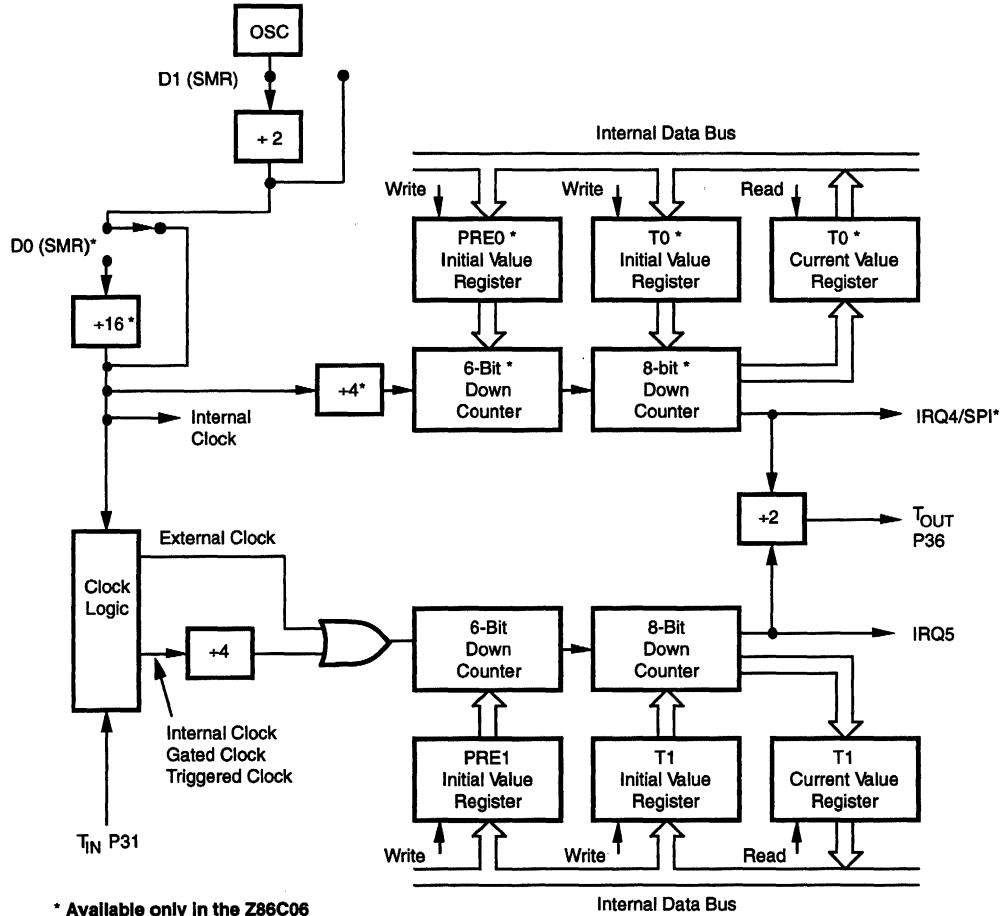 OSC
D1 (SMR)
÷ 2
D0 (SMR)*
÷16 *
Internal Data Bus
Write
Write
Read
PRE0 *
Initial Value
Register
T0 *
Initial Value
Register
T0 *
Current Value
Register
÷4*
6-Bit *
Down
Counter
8-bit *
Down
Counter
Internal
Clock
IRQ4/SPI*
÷2
TOUT
P36
External Clock
Clock
Logic
÷4
6-Bit
Down
Counter
8-Bit
Down
Counter
IRQ5
Internal Clock
Gated Clock
Triggered Clock
PRE1
Initial Value
Register
T1
Initial Value
Register
T1
Current Value
Register
TIN P31
Write
Write
Read
Internal Data Bus
* Available only in the Z86C06